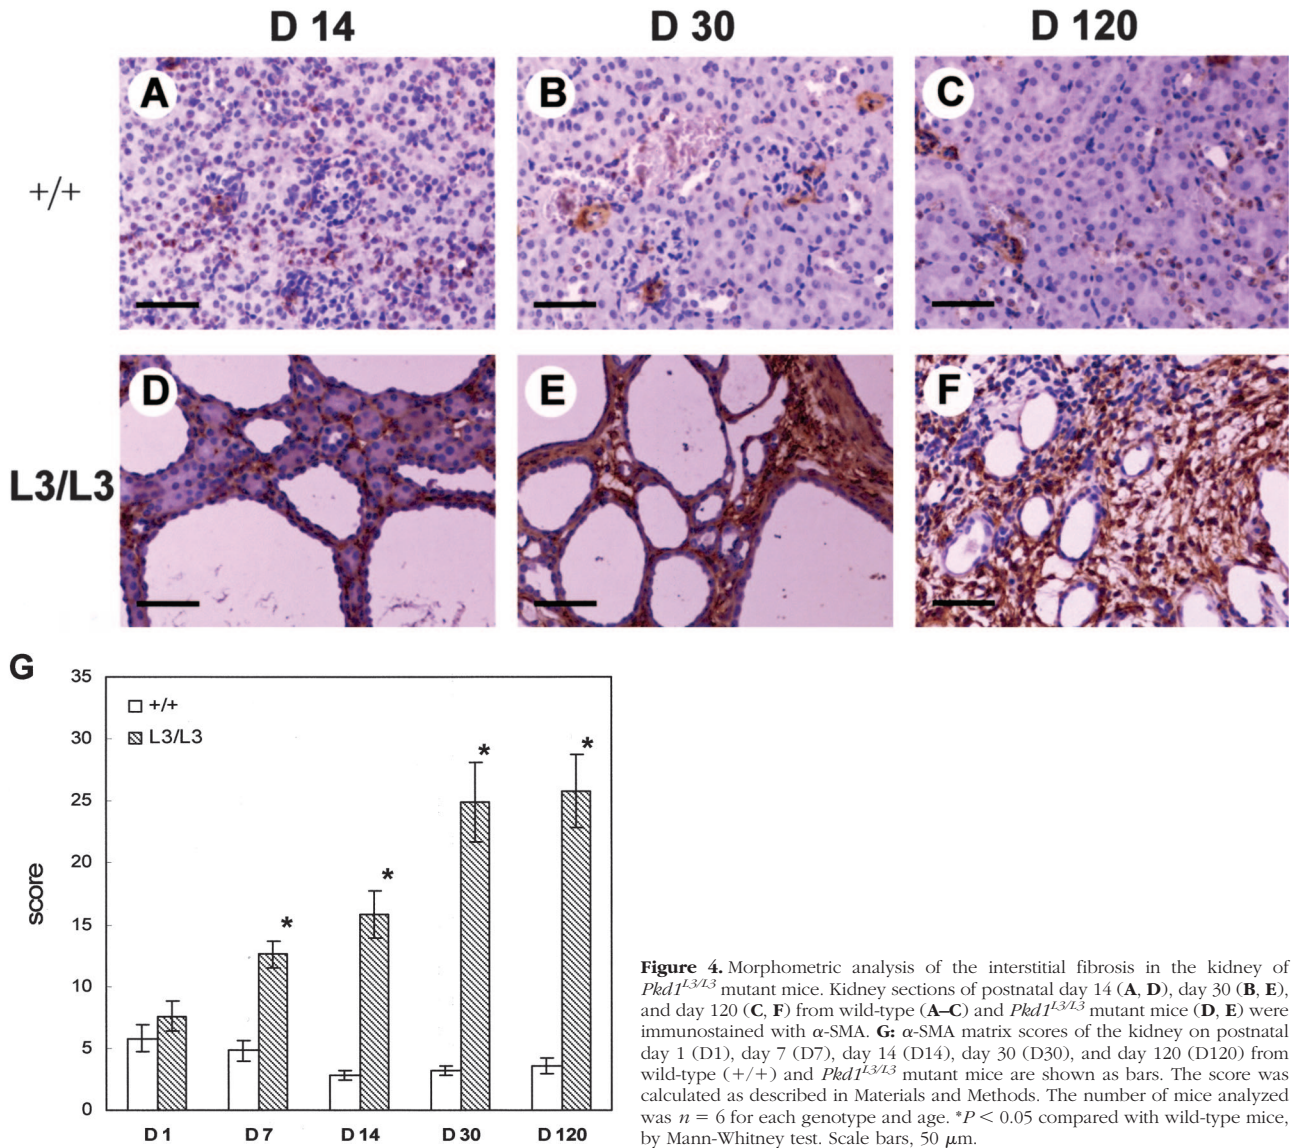 D 14 D 30 D 120
A B C
+/+
D E F
L3/L3
G
35
+/+
L3/L3
30
25
20
15
10
5
0
score
* * * *
D 1 D 7 D 14 D 30 D 120
Figure 4. Morphometric analysis of the interstitial fibrosis in the kidney of
Pkd1^L3/L3 mutant mice. Kidney sections of postnatal day 14 (A, D), day 30 (B, E),
and day 120 (C, F) from wild-type (A–C) and Pkd1^L3/L3 mutant mice (D, E) were
immunostained with α-SMA. G: α-SMA matrix scores of the kidney on postnatal
day 1 (D1), day 7 (D7), day 14 (D14), day 30 (D30), and day 120 (D120) from
wild-type (+/+) and Pkd1^L3/L3 mutant mice are shown as bars. The score was
calculated as described in Materials and Methods. The number of mice analyzed
was n = 6 for each genotype and age. *P < 0.05 compared with wild-type mice,
by Mann-Whitney test. Scale bars, 50 μm.